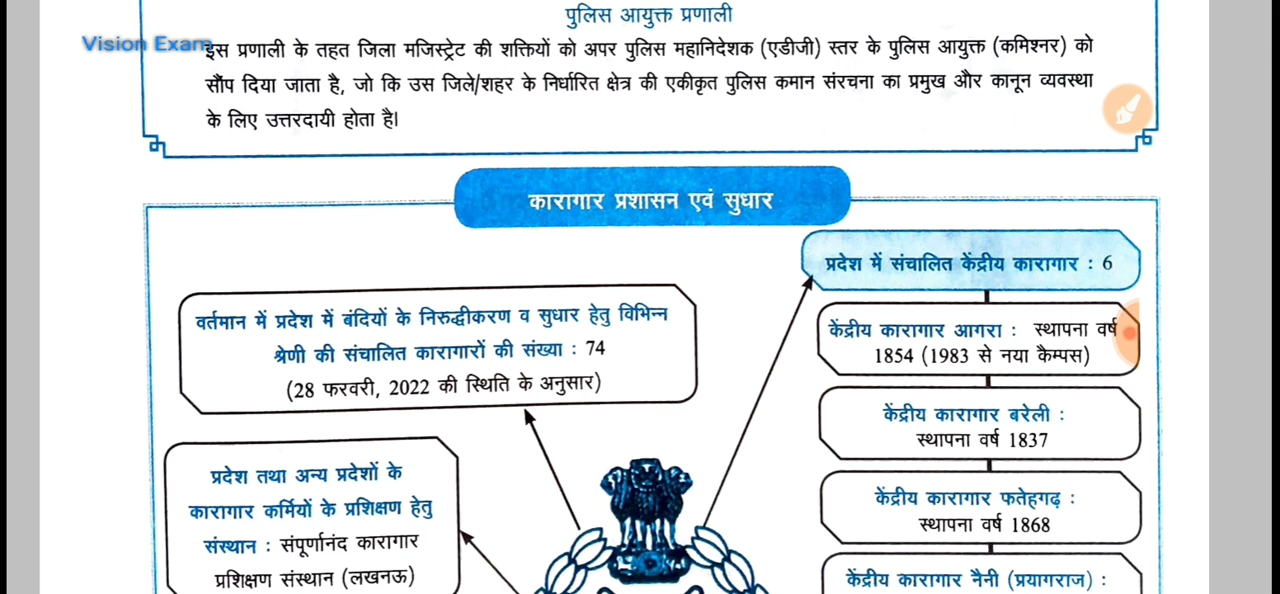 पुलिस आयुक्त प्रणाली
Vision Exam
इस प्रणाली के तहत जिला मजिस्ट्रेट की शक्तियों को अपर पुलिस महानिदेशक (एडीजी) स्तर के पुलिस आयुक्त (कमिश्नर) को
सौंप दिया जाता है, जो कि उस जिले/शहर के निर्धारित क्षेत्र की एकीकृत पुलिस कमान संरचना का प्रमुख और कानून व्यवस्था
के लिए उत्तरदायी होता है।
कारागार प्रशासन एवं सुधार
वर्तमान में प्रदेश में बंदियों के निरुद्धीकरण व सुधार हेतु विभिन्न
श्रेणी की संचालित कारागारों की संख्या : 74
(28 फरवरी, 2022 की स्थिति के अनुसार)
प्रदेश तथा अन्य प्रदेशों के
कारागार कर्मियों के प्रशिक्षण हेतु
संस्थान : संपूर्णानंद कारागार
प्रशिक्षण संस्थान (लखनऊ)
प्रदेश में संचालित केंद्रीय कारागार : 6
केंद्रीय कारागार आगरा : स्थापना वर्ष
1854 (1983 से नया कैम्पस)
केंद्रीय कारागार बरेली :
स्थापना वर्ष 1837
केंद्रीय कारागार फतेहगढ़ :
स्थापना वर्ष 1868
केंद्रीय कारागार नैनी (प्रयागराज) :